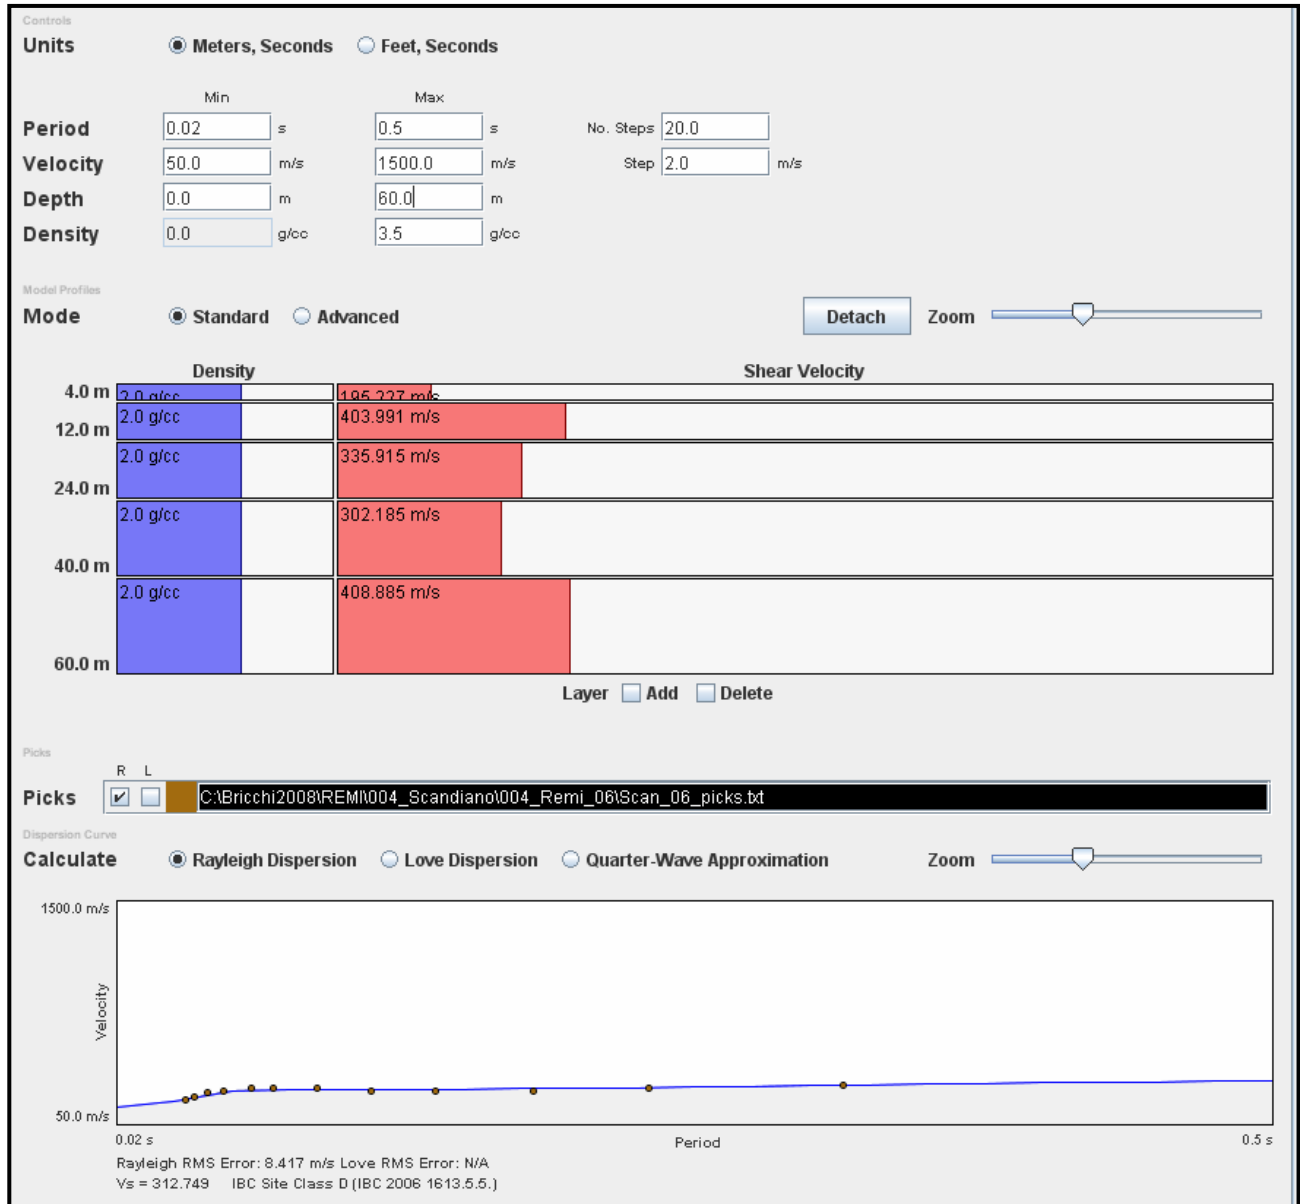 Controls
Units Meters, Seconds Feet, Seconds
Min Max
Period 0.02 s 0.5 s No. Steps 20.0
Velocity 50.0 m/s 1500.0 m/s Step 2.0 m/s
Depth 0.0 m 60.0 m
Density 0.0 g/cc 3.5 g/cc
Model Profiles
Mode Standard Advanced Detach Zoom
Density Shear Velocity
4.0 m 2.0 g/cc 195.227 m/s
12.0 m 2.0 g/cc 403.991 m/s
24.0 m 2.0 g/cc 335.915 m/s
40.0 m 2.0 g/cc 302.185 m/s
60.0 m 2.0 g/cc 408.885 m/s
Layer Add Delete
Picks
R L
Picks C:\Bricchi2008\REMI\004_Scandiano\004_Remi_06\Scan_06_picks.txt
Dispersion Curve
Calculate Rayleigh Dispersion Love Dispersion Quarter-Wave Approximation Zoom
1500.0 m/s
Velocity
50.0 m/s
0.02 s Period 0.5 s
Rayleigh RMS Error: 8.417 m/s Love RMS Error: N/A
Vs = 312.749 IBC Site Class D (IBC 2006 1613.5.5.)